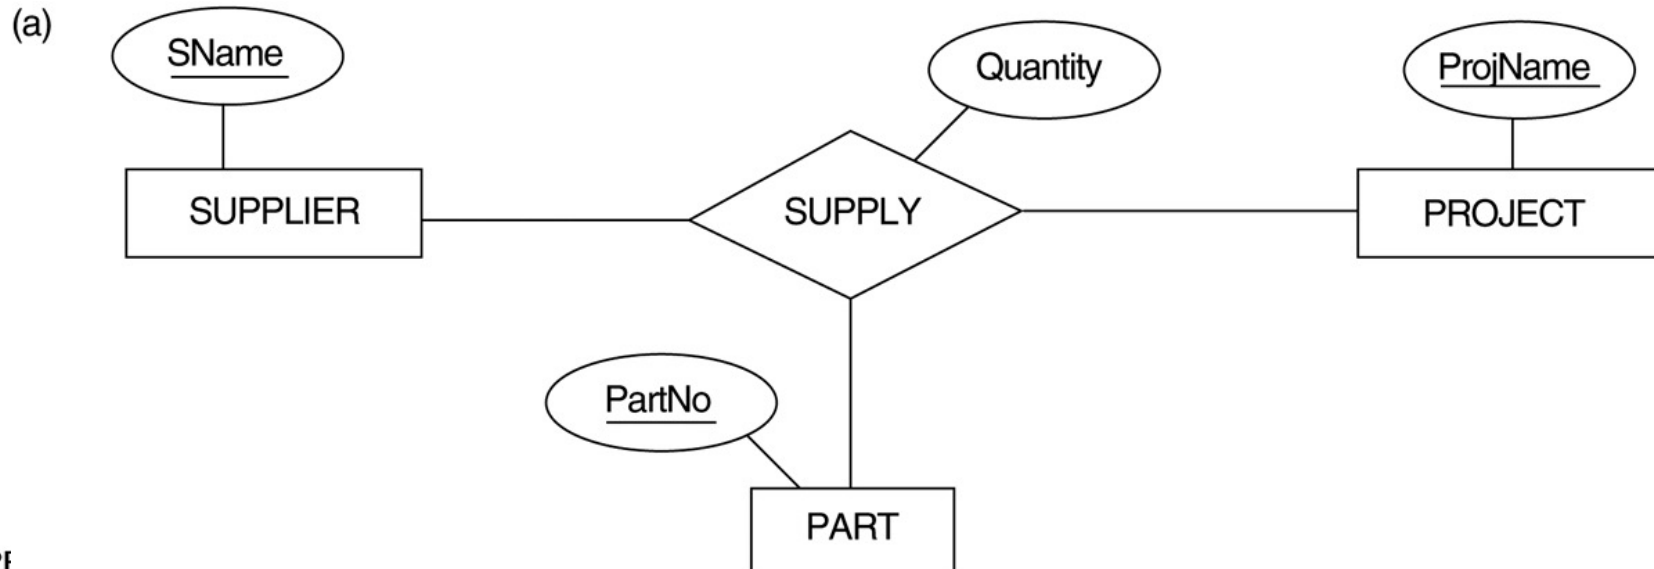 (a)
SName
Quantity
ProjName
SUPPLIER
SUPPLY
PROJECT
PartNo
PART